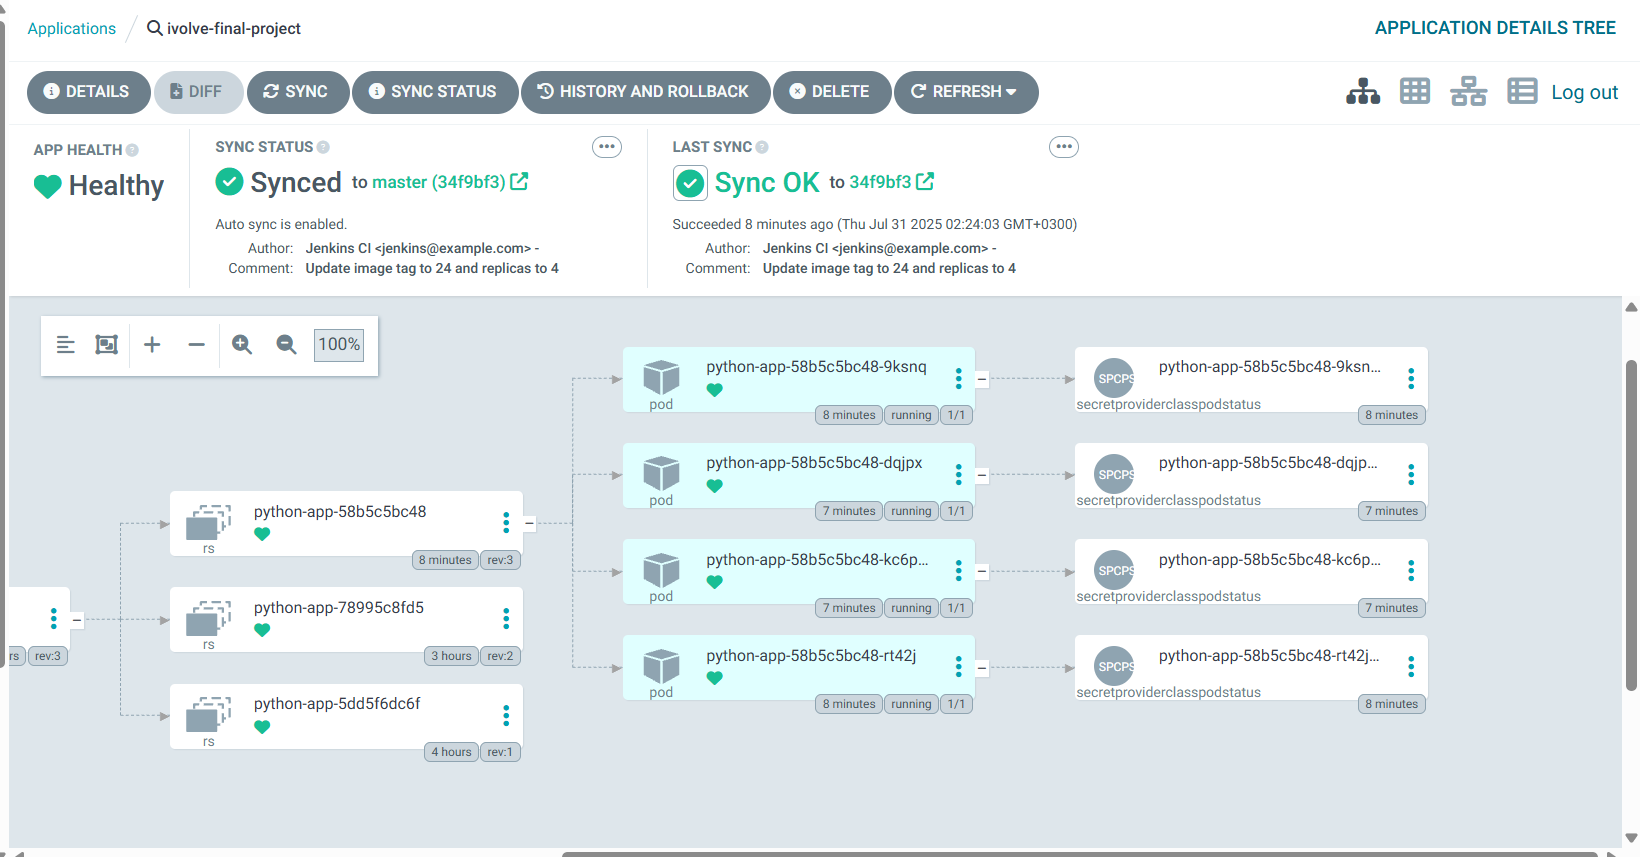 Applications / ivolve-final-project
APPLICATION DETAILS TREE
DETAILS
DIFF
SYNC
SYNC STATUS
HISTORY AND ROLLBACK
DELETE
REFRESH
Log out
APP HEALTH
Healthy
SYNC STATUS
Synced to master (34f9bf3)
Auto sync is enabled.
Author: Jenkins CI <jenkins@example.com> -
Comment: Update image tag to 24 and replicas to 4
LAST SYNC
Sync OK to 34f9bf3
Succeeded 8 minutes ago (Thu Jul 31 2025 02:24:03 GMT+0300)
Author: Jenkins CI <jenkins@example.com> -
Comment: Update image tag to 24 and replicas to 4
100%
rs rev:3
python-app-58b5c5bc48
rs
8 minutes rev:3
python-app-78995c8fd5
rs
3 hours rev:2
python-app-5dd5f6dc6f
rs
4 hours rev:1
python-app-58b5c5bc48-9ksnq
pod
8 minutes running 1/1
python-app-58b5c5bc48-dqjpx
pod
7 minutes running 1/1
python-app-58b5c5bc48-kc6p...
pod
7 minutes running 1/1
python-app-58b5c5bc48-rt42j
pod
8 minutes running 1/1
SPCPS
python-app-58b5c5bc48-9ksn...
secretproviderclasspodstatus
8 minutes
SPCPS
python-app-58b5c5bc48-dqjp...
secretproviderclasspodstatus
7 minutes
SPCPS
python-app-58b5c5bc48-kc6p...
secretproviderclasspodstatus
7 minutes
SPCPS
python-app-58b5c5bc48-rt42j...
secretproviderclasspodstatus
8 minutes